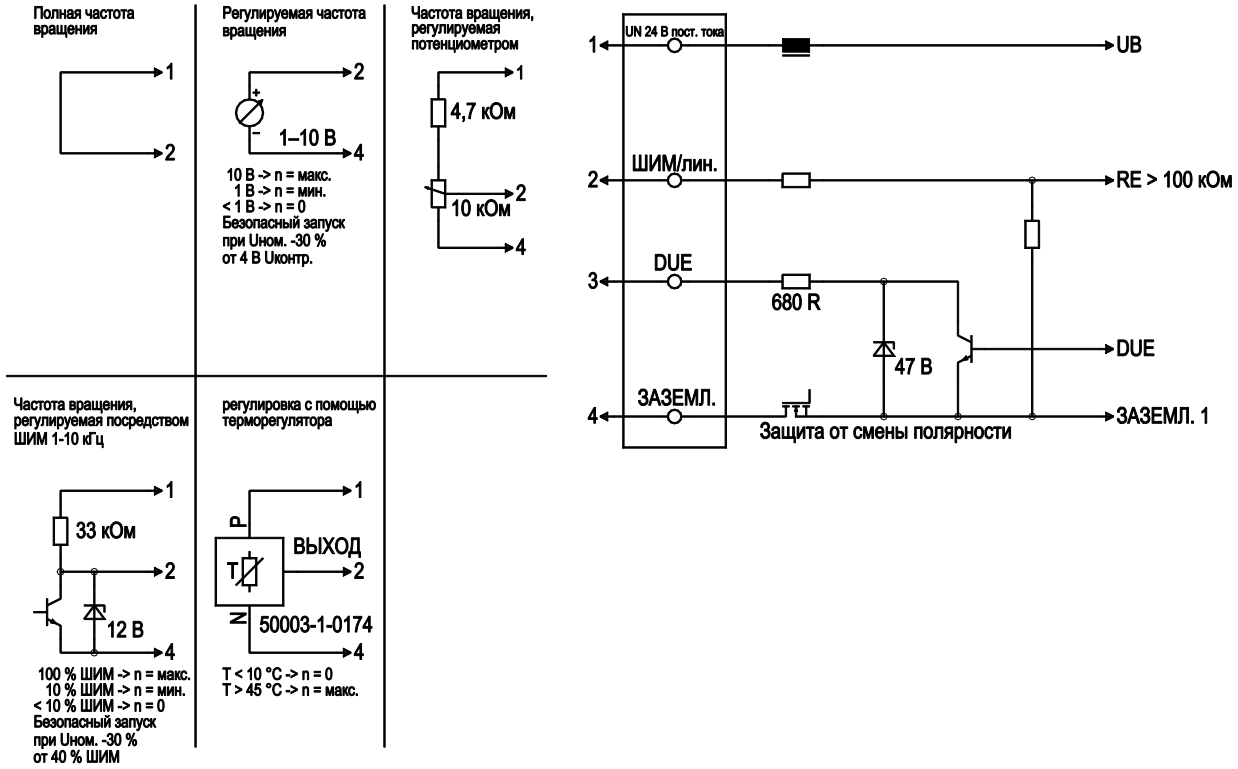 Полная частота
вращения
1
2
Регулируемая частота
вращения
2
+
−
1–10 В
4
10 В -> n = макс.
1 В -> n = мин.
< 1 В -> n = 0
Безопасный запуск
при Uном. -30 %
от 4 В Uконтр.
Частота вращения,
регулируемая
потенциометром
1
4,7 кОм
2
10 кОм
4
Частота вращения,
регулируемая посредством
ШИМ 1-10 кГц
1
33 кОм
2
12 В
4
100 % ШИМ -> n = макс.
10 % ШИМ -> n = мин.
< 10 % ШИМ -> n = 0
Безопасный запуск
при Uном. -30 %
от 40 % ШИМ
регулировка с помощью
терморегулятора
1
P
ВЫХОД
T
2
N
50003-1-0174
4
T < 10 °C -> n = 0
T > 45 °C -> n = макс.
UN 24 В пост. тока
1
UB
ШИМ/лин.
2
RE > 100 кОм
DUE
3
680 R
47 В
DUE
ЗАЗЕМЛ.
4
ЗАЗЕМЛ. 1
Защита от смены полярности